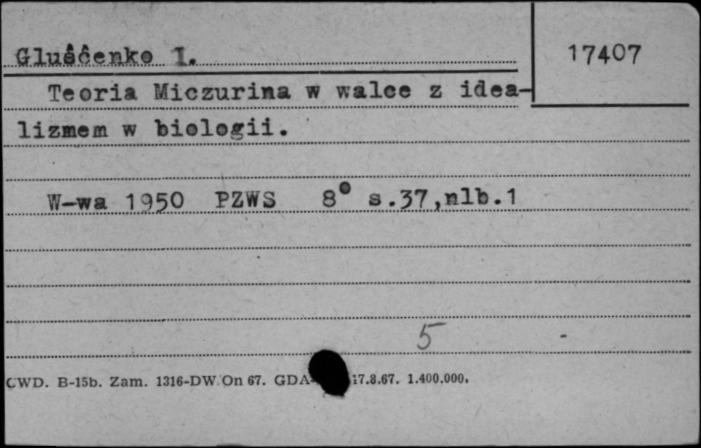 Gluščenko I.
17407
Teoria Miczurina w walce z idea-
lizmem w biologii.
W-wa 1950 PZWS 8° s.37,nlb.1
5
CWD. B-15b. Zam. 1316-DW/On 67. GDA- 17.8.67. 1.400.000.